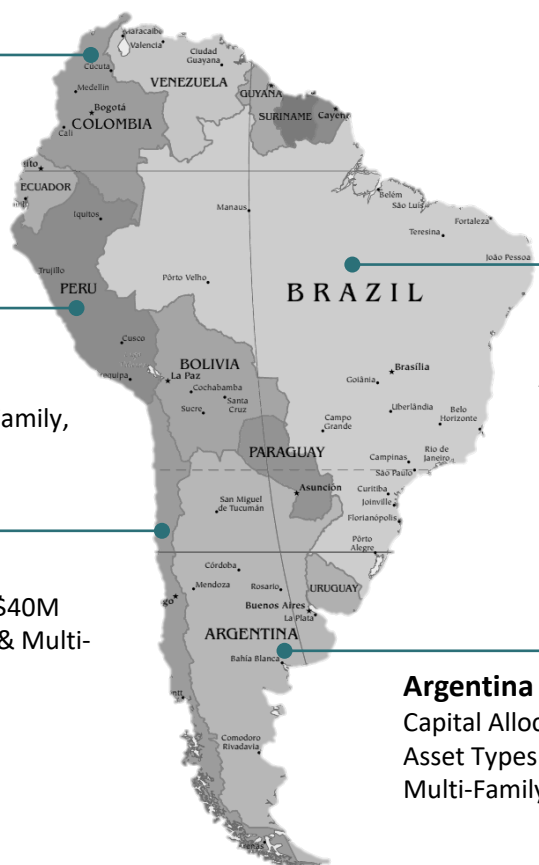 Maracaibo
Valencia
Ciudad
Guayana
Cucuta
VENEZUELA
Medellin
GUYANA
Bogotá
SURINAME
COLOMBIA
Cali
ECUADOR
Belém
São Luis
Iquitos
Manaus
Fortaleza
Teresina
João Pessoa
Trujillo
Pôrto Velho
PERU
BRAZIL
Cusco
BOLIVIA
La Paz
Brasília
Cochabamba
Goiânia
Santa
Cruz
Sucre
Uberlândia
Belo
Horizonte
amily,
Campo
Grande
PARAGUAY
Rio de
Janeiro
Campinas
São Paulo
Asunción
Curitiba
San Miguel
de Tucumán
Joinville
Florianópolis
Pôrto
Alegre
Córdoba
Mendoza
Rosario
URUGUAY
$40M
Buenos Aires
La Plata
& Multi-
ARGENTINA
Bahía Blanca
Argentina
Capital Alloc
Asset Types
Multi-Family
Comodoro
Rivadavia